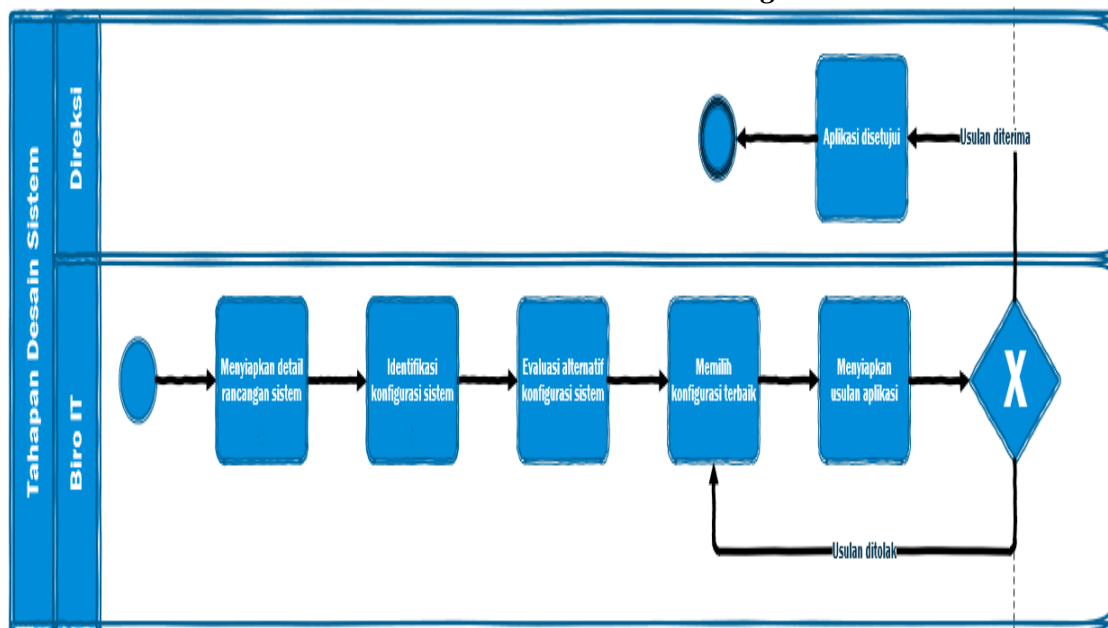 Tahapan Desain Sistem
Direksi
Aplikasi disetujui
Usulan diterima
Biro IT
Menyiapkan detail
rancangan sistem
Identifikasi
konfigurasi sistem
Evaluasi alternatif
konfigurasi sistem
Memilih
konfigurasi terbaik
Menyiapkan
usulan aplikasi
X
Usulan ditolak